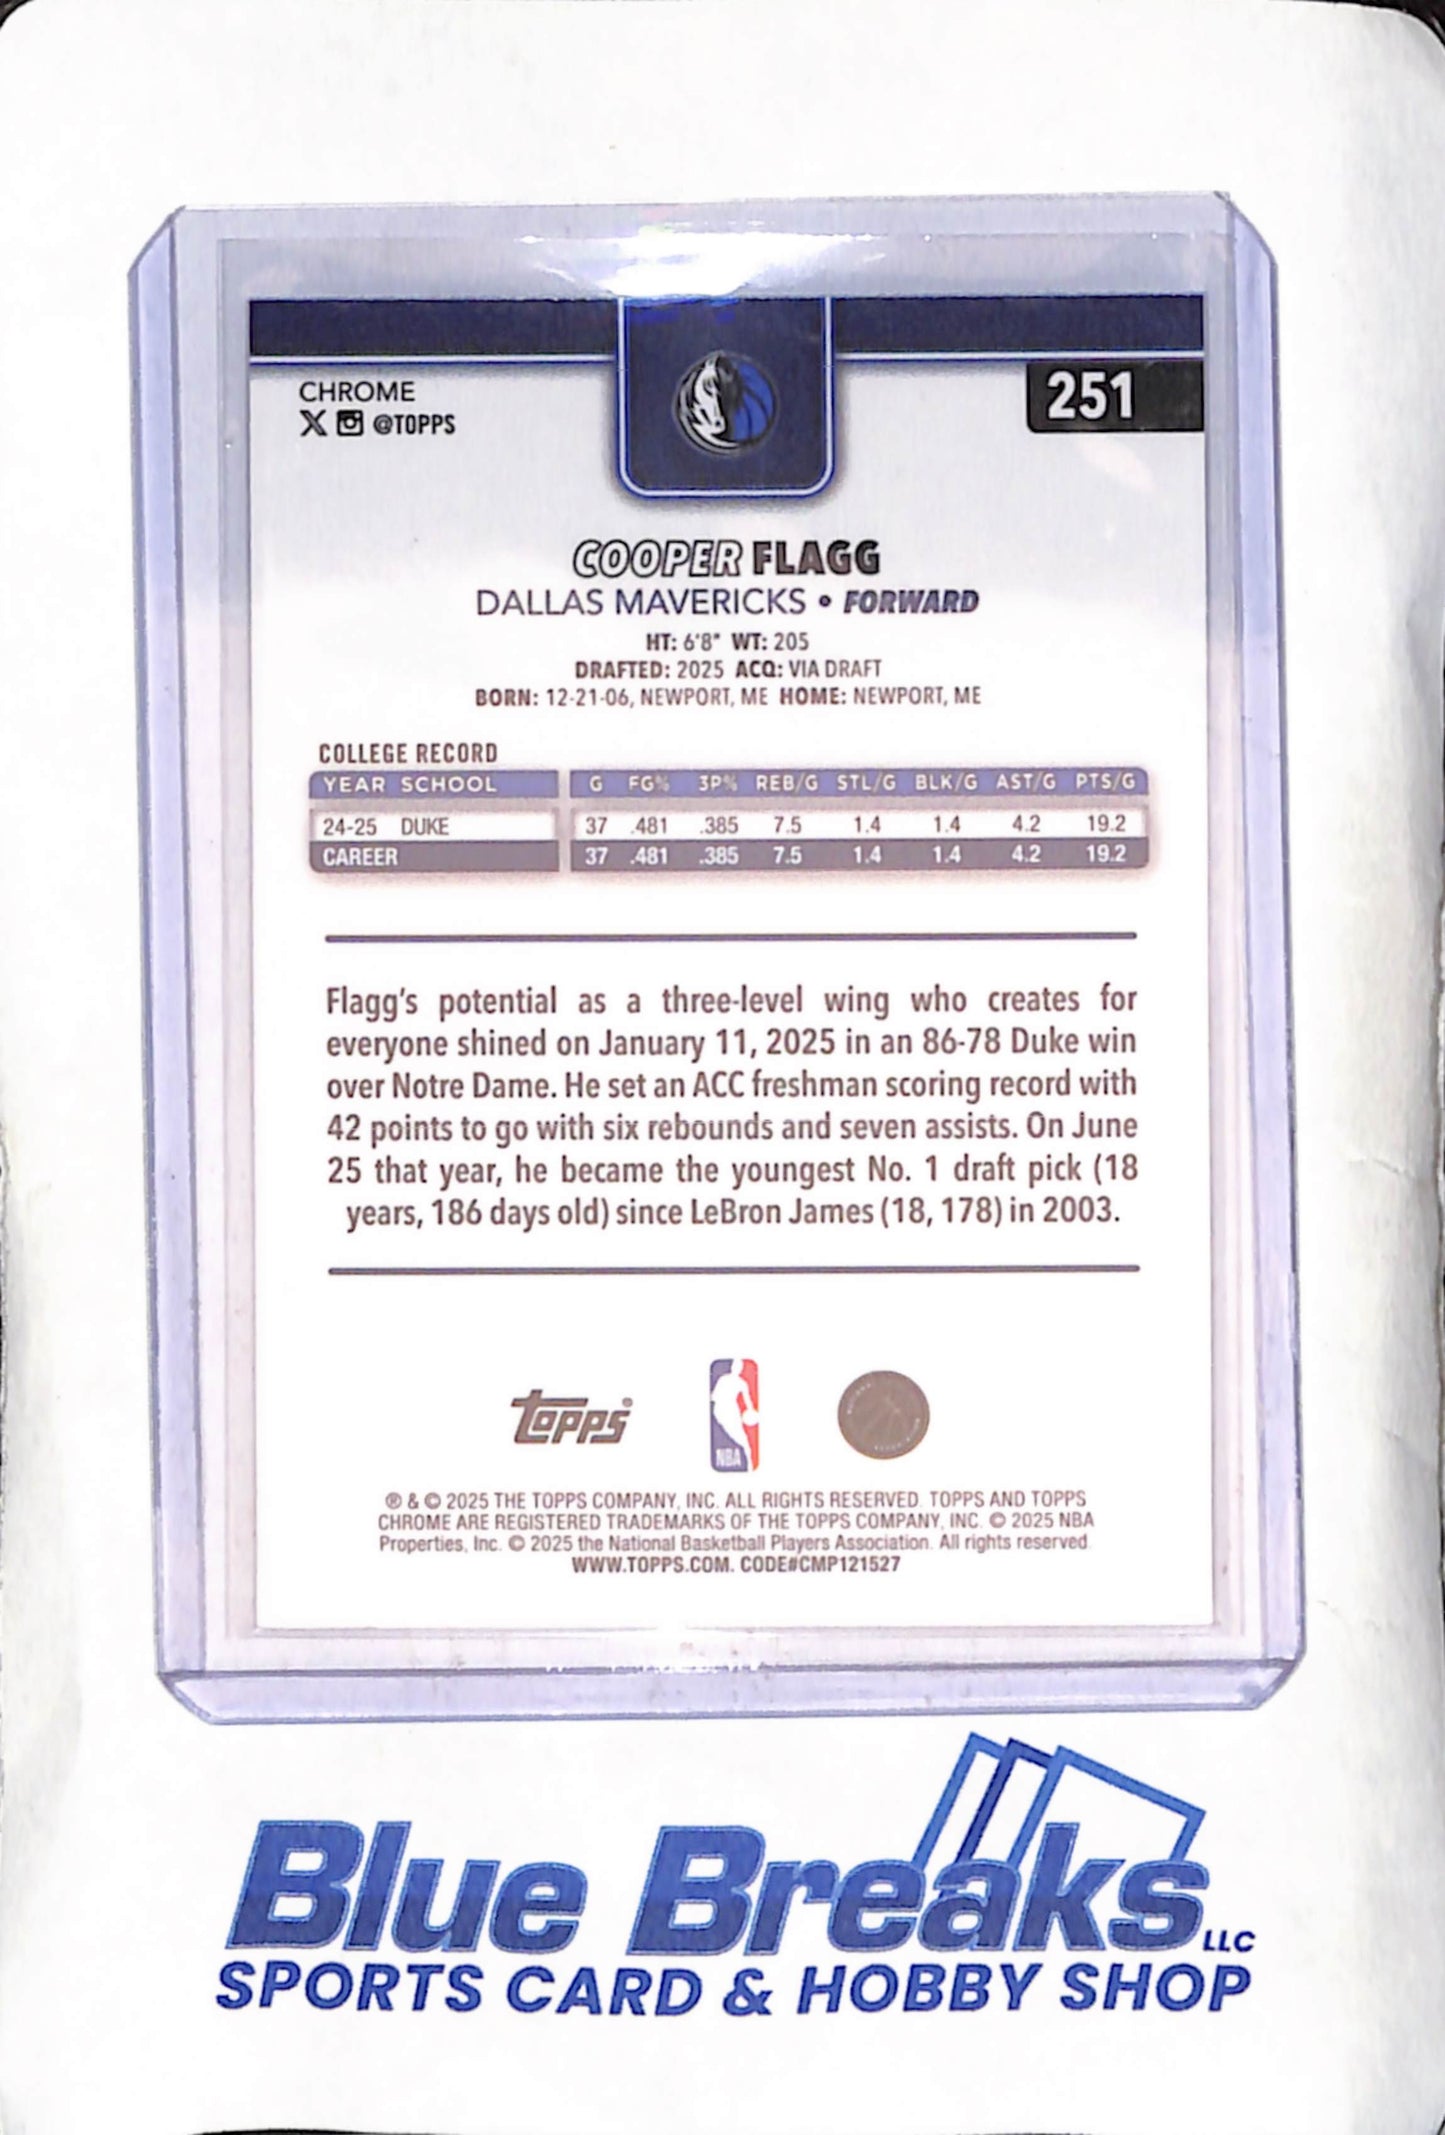 CHROME
X @TOPPS
251
COOPER FLAGG
DALLAS MAVERICKS • FORWARD
HT: 6'8" WT: 205
DRAFTED: 2025 ACQ: VIA DRAFT
BORN: 12-21-06, NEWPORT, ME HOME: NEWPORT, ME
COLLEGE RECORD
YEAR SCHOOL G FG% 3P% REB/G STL/G BLK/G AST/G PTS/G
24-25 DUKE 37 .481 .385 7.5 1.4 1.4 4.2 19.2
CAREER 37 .481 .385 7.5 1.4 1.4 4.2 19.2
Flagg's potential as a three-level wing who creates for
everyone shined on January 11, 2025 in an 86-78 Duke win
over Notre Dame. He set an ACC freshman scoring record with
42 points to go with six rebounds and seven assists. On June
25 that year, he became the youngest No. 1 draft pick (18
years, 186 days old) since LeBron James (18, 178) in 2003.
topps
NBA
® & © 2025 THE TOPPS COMPANY, INC. ALL RIGHTS RESERVED. TOPPS AND TOPPS
CHROME ARE REGISTERED TRADEMARKS OF THE TOPPS COMPANY, INC. © 2025 NBA
Properties, Inc. © 2025 the National Basketball Players Association. All rights reserved.
WWW.TOPPS.COM. CODE#CMP121527
Blue Breaks LLC
SPORTS CARD & HOBBY SHOP